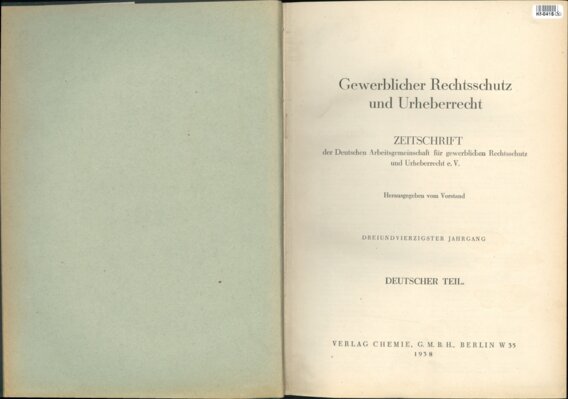 Gewerblicher Rechtsschutz
und Urheberrecht
ZEITSCHRIFT
der Deutschen Arbeitsgemeinschaft für gewerblichen Rechtsschutz
und Urheberrecht e. V.
Herausgegeben vom Vorstand
DREIUNDVIERZIGSTER JAHRGANG
DEUTSCHER TEIL
VERLAG CHEMIE, G. M. B. H., BERLIN W 35
1938